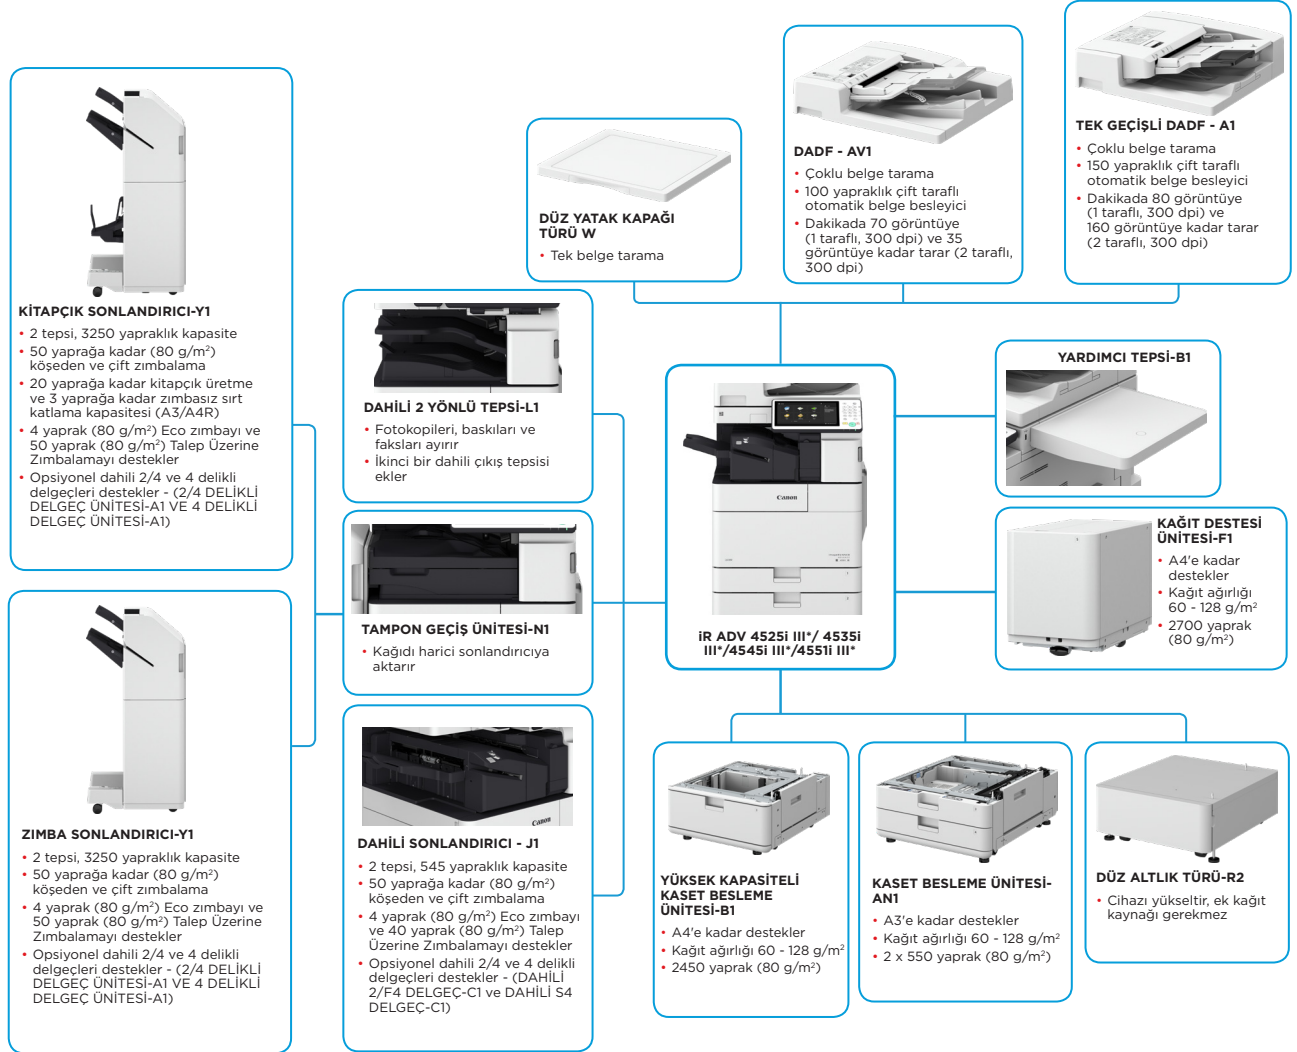 KİTAPÇIK SONLANDIRICI-Y1
• 2 tepsi, 3250 yapraklık kapasite
• 50 yaprağa kadar (80 g/m²)
köşeden ve çift zımbalama
• 20 yaprağa kadar kitapçık üretme
ve 3 yaprağa kadar zımbasız sırt
katlama kapasitesi (A3/A4R)
• 4 yaprak (80 g/m²) Eco zımbayı ve
50 yaprak (80 g/m²) Talep Üzerine
Zımbalamayı destekler
• Opsiyonel dahili 2/4 ve 4 delikli
delgeçleri destekler - (2/4 DELİKLİ
DELGEÇ ÜNİTESİ-A1 VE 4 DELİKLİ
DELGEÇ ÜNİTESİ-A1)
ZIMBA SONLANDIRICI-Y1
• 2 tepsi, 3250 yapraklık kapasite
• 50 yaprağa kadar (80 g/m²)
köşeden ve çift zımbalama
• 4 yaprak (80 g/m²) Eco zımbayı ve
50 yaprak (80 g/m²) Talep Üzerine
Zımbalamayı destekler
• Opsiyonel dahili 2/4 ve 4 delikli
delgeçleri destekler - (2/4 DELİKLİ
DELGEÇ ÜNİTESİ-A1 VE 4 DELİKLİ
DELGEÇ ÜNİTESİ-A1)
DAHİLİ 2 YÖNLÜ TEPSİ-L1
• Fotokopileri, baskıları ve
faksları ayırır
• İkinci bir dahili çıkış tepsisi
ekler
TAMPON GEÇİŞ ÜNİTESİ-N1
• Kağıdı harici sonlandırıcıya
aktarır
Canon
DAHİLİ SONLANDIRICI - J1
• 2 tepsi, 545 yapraklık kapasite
• 50 yaprağa kadar (80 g/m²)
köşeden ve çift zımbalama
• 4 yaprak (80 g/m²) Eco zımbayı
ve 40 yaprak (80 g/m²) Talep
Üzerine Zımbalamayı destekler
• Opsiyonel dahili 2/4 ve 4 delikli
delgeçleri destekler - (DAHİLİ
2/F4 DELGEÇ-C1 ve DAHİLİ S4
DELGEÇ-C1)
DÜZ YATAK KAPAĞI
TÜRÜ W
• Tek belge tarama
DADF - AV1
• Çoklu belge tarama
• 100 yapraklık çift taraflı
otomatik belge besleyici
• Dakikada 70 görüntüye
(1 taraflı, 300 dpi) ve 35
görüntüye kadar tarar (2 taraflı,
300 dpi)
TEK GEÇİŞLİ DADF - A1
• Çoklu belge tarama
• 150 yapraklık çift taraflı
otomatik belge besleyici
• Dakikada 80 görüntüye
(1 taraflı, 300 dpi) ve
160 görüntüye kadar tarar
(2 taraflı, 300 dpi)
Canon
iR ADV 4525i III*/ 4535i
III*/4545i III*/4551i III*
YARDIMCI TEPSİ-B1
KAĞIT DESTESİ
ÜNİTESİ-F1
• A4'e kadar
destekler
• Kağıt ağırlığı
60 - 128 g/m²
• 2700 yaprak
(80 g/m²)
YÜKSEK KAPASİTELİ
KASET BESLEME
ÜNİTESİ-B1
• A4'e kadar destekler
• Kağıt ağırlığı 60 - 128 g/m²
• 2450 yaprak (80 g/m²)
KASET BESLEME ÜNİTESİ-
AN1
• A3'e kadar destekler
• Kağıt ağırlığı 60 - 128 g/m²
• 2 x 550 yaprak (80 g/m²)
DÜZ ALTLIK TÜRÜ-R2
• Cihazı yükseltir, ek kağıt
kaynağı gerekmez